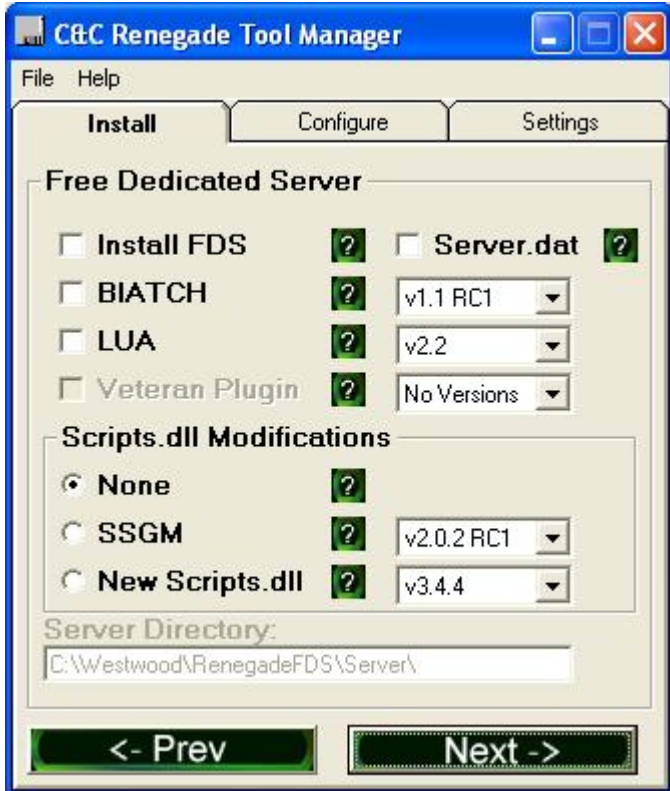 C&C Renegade Tool Manager
File Help
Install Configure Settings
Free Dedicated Server
Install FDS ? Server.dat ?
BIATCH ? v1.1 RC1
LUA ? v2.2
Veteran Plugin ? No Versions
Scripts.dll Modifications
None ?
SSGM ? v2.0.2 RC1
New Scripts.dll ? v3.4.4
Server Directory:
C:\Westwood\RenegadeFDS\Server\
<- Prev Next ->